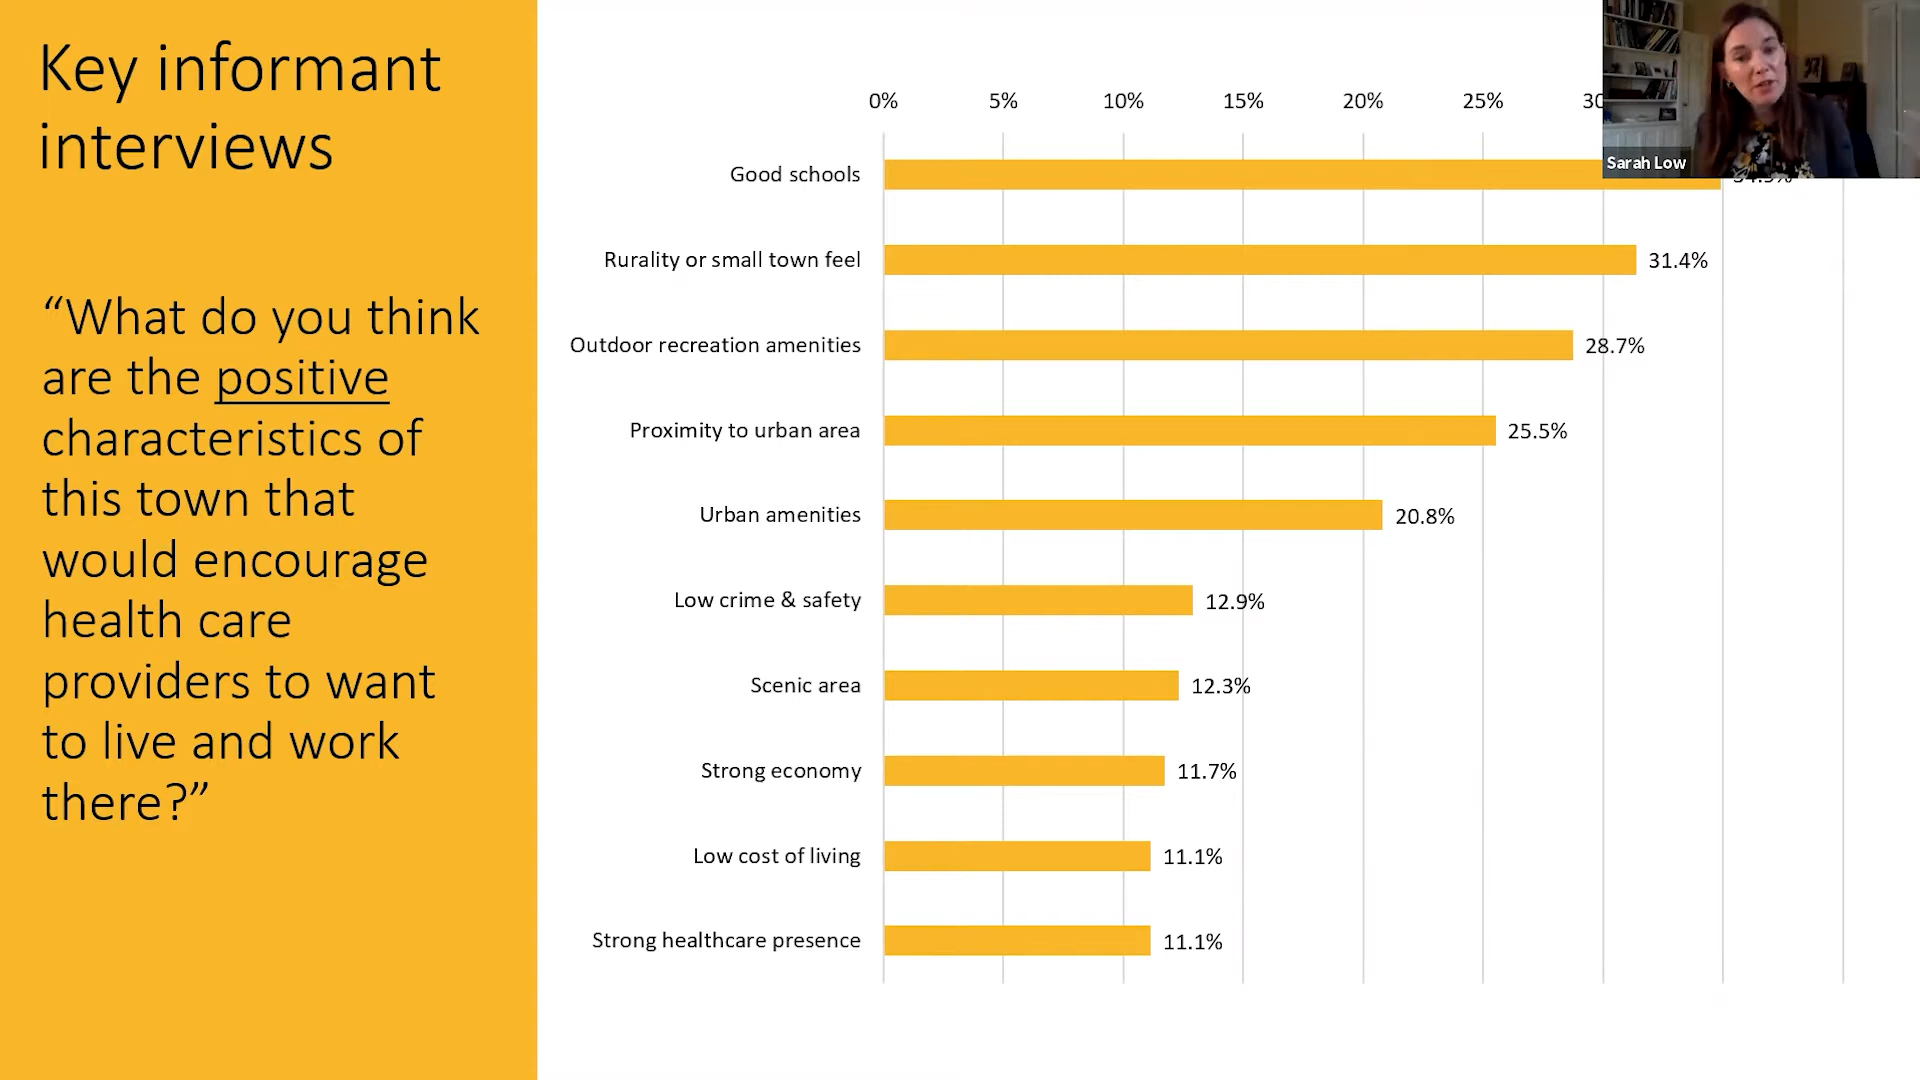 Key informant
interviews
“What do you think
are the positive
characteristics of
this town that
would encourage
health care
providers to want
to live and work
there?”
0% 5% 10% 15% 20% 25%
Sarah Low
Good schools
Rurality or small town feel 31.4%
Outdoor recreation amenities 28.7%
Proximity to urban area 25.5%
Urban amenities 20.8%
Low crime & safety 12.9%
Scenic area 12.3%
Strong economy 11.7%
Low cost of living 11.1%
Strong healthcare presence 11.1%